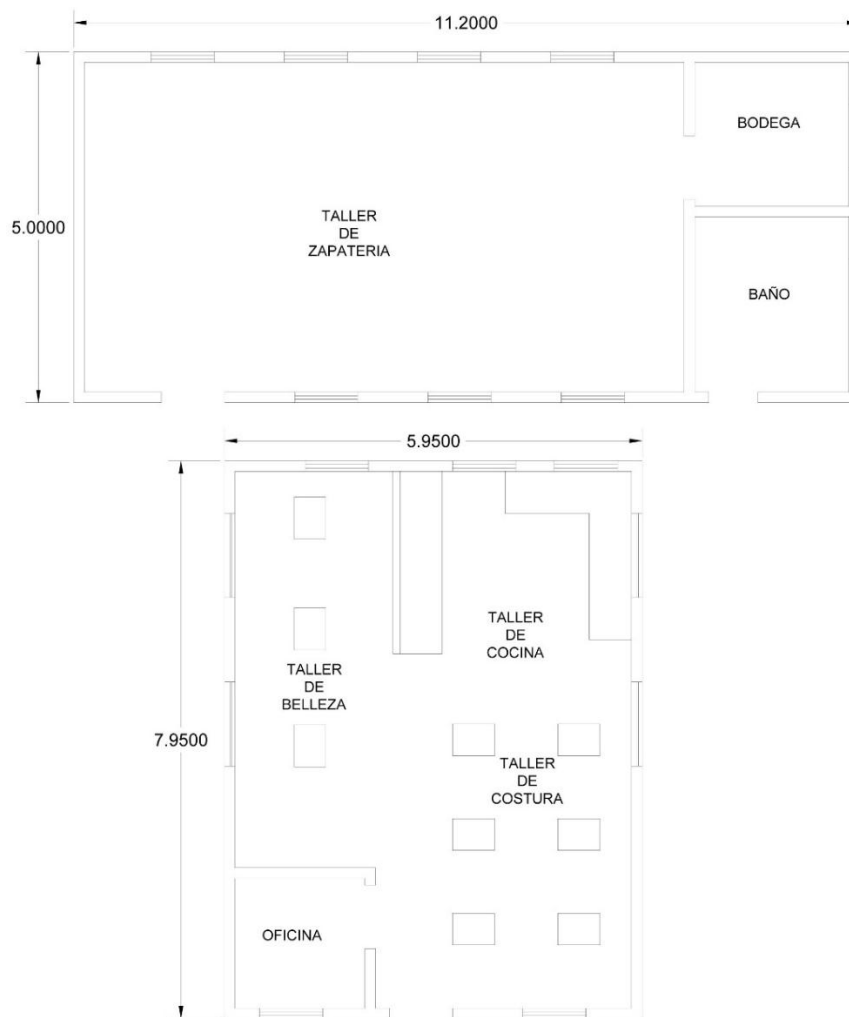 11.2000
5.0000
BODEGA
TALLER
DE
ZAPATERIA
BAÑO
5.9500
7.9500
TALLER
DE
COCINA
TALLER
DE
BELLEZA
TALLER
DE
COSTURA
OFICINA